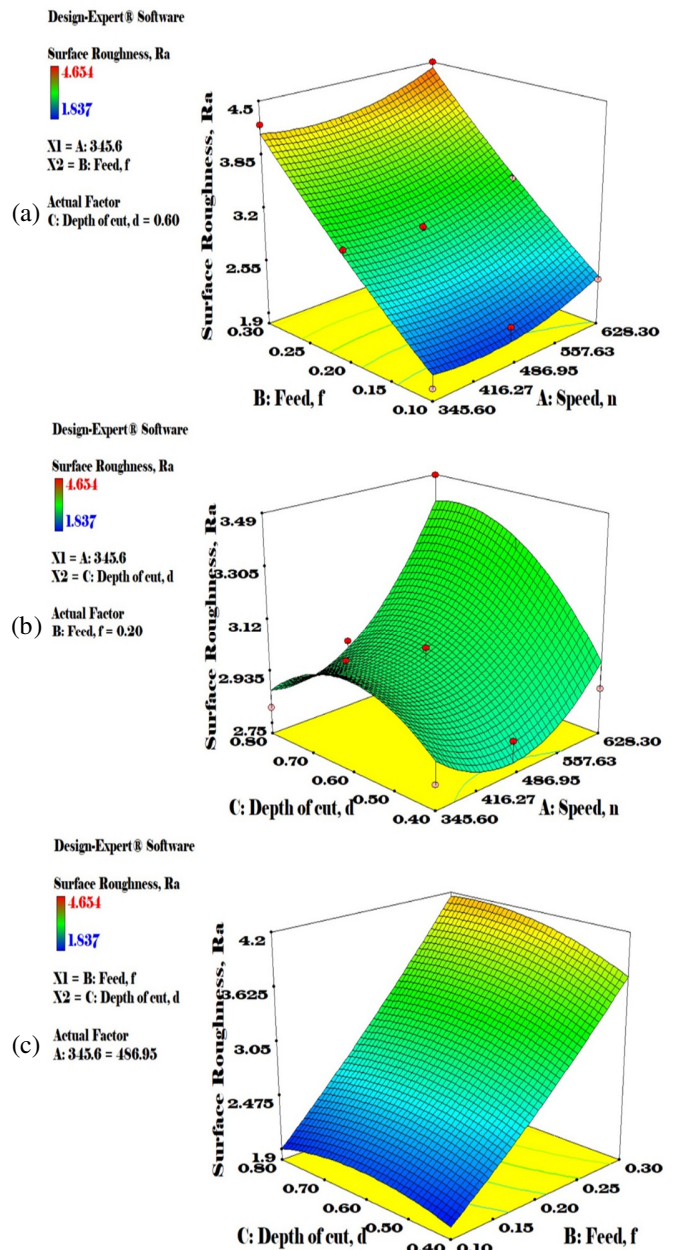 Design-Expert® Software
Surface Roughness, Ra
4.654
1.837
X1 = A: 345.6
X2 = B: Feed, f
Actual Factor
C: Depth of cut, d = 0.60
(a)
Surface Roughness, Ra
4.5
3.85
3.2
2.55
1.9
0.30
0.25
0.20
0.15
0.10
B: Feed, f
345.60
416.27
486.95
557.63
628.30
A: Speed, n
Design-Expert® Software
Surface Roughness, Ra
4.654
1.837
X1 = A: 345.6
X2 = C: Depth of cut, d
Actual Factor
B: Feed, f = 0.20
(b)
Surface Roughness, Ra
3.49
3.305
3.12
2.935
2.75
0.80
0.70
0.60
0.50
0.40
C: Depth of cut, d
345.60
416.27
486.95
557.63
628.30
A: Speed, n
Design-Expert® Software
Surface Roughness, Ra
4.654
1.837
X1 = B: Feed, f
X2 = C: Depth of cut, d
Actual Factor
A: 345.6 = 486.95
(c)
Surface Roughness, Ra
4.2
3.625
3.05
2.475
1.9
0.80
0.70
0.60
0.50
0.40
C: Depth of cut, d
0.10
0.15
0.20
0.25
0.30
B: Feed, f